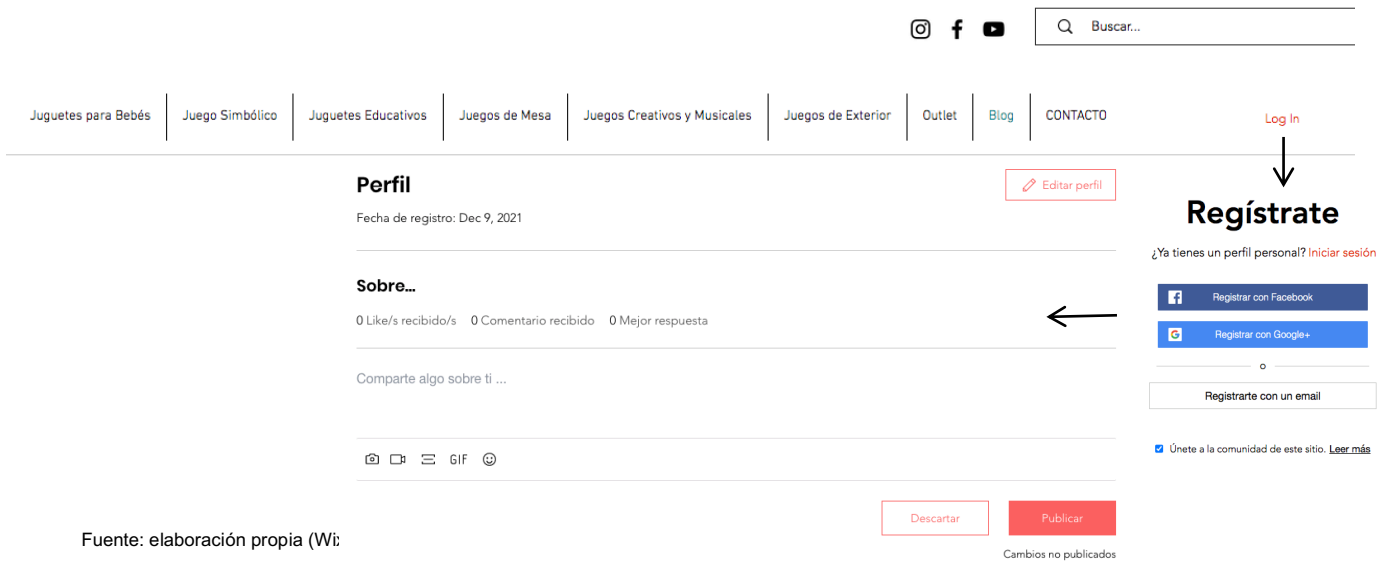 Buscar...
Juguetes para Bebés
Juego Simbólico
Juguetes Educativos
Juegos de Mesa
Juegos Creativos y Musicales
Juegos de Exterior
Outlet
Blog
CONTACTO
Log In
Perfil
Editar perfil
Fecha de registro: Dec 9, 2021
Sobre...
0 Like/s recibido/s 0 Comentario recibido 0 Mejor respuesta
Comparte algo sobre ti ...
GIF
Descartar
Publicar
Cambios no publicados
Regístrate
¿Ya tienes un perfil personal? Iniciar sesión
Registrar con Facebook
G Registrar con Google+
o
Registrarte con un email
Únete a la comunidad de este sitio. Leer más
Fuente: elaboración propia